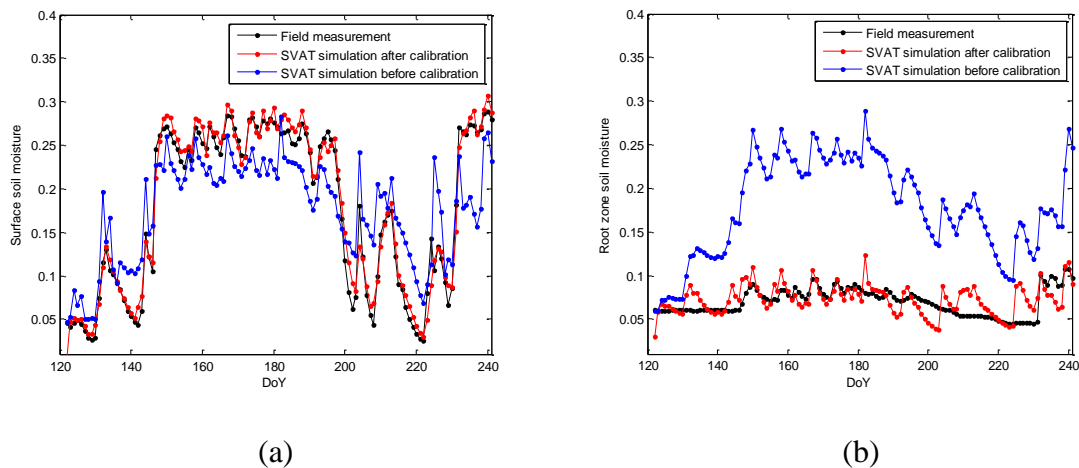 0.4
0.35
0.3
0.25
0.2
0.15
0.1
0.05
Surface soil moisture
Field measurement
SVAT simulation after calibration
SVAT simulation before calibration
120 140 160 180 200 220 240
DoY
(a)
0.4
0.35
0.3
0.25
0.2
0.15
0.1
0.05
Root zone soil moisture
Field measurement
SVAT simulation after calibration
SVAT simulation before calibration
120 140 160 180 200 220 240
DoY
(b)